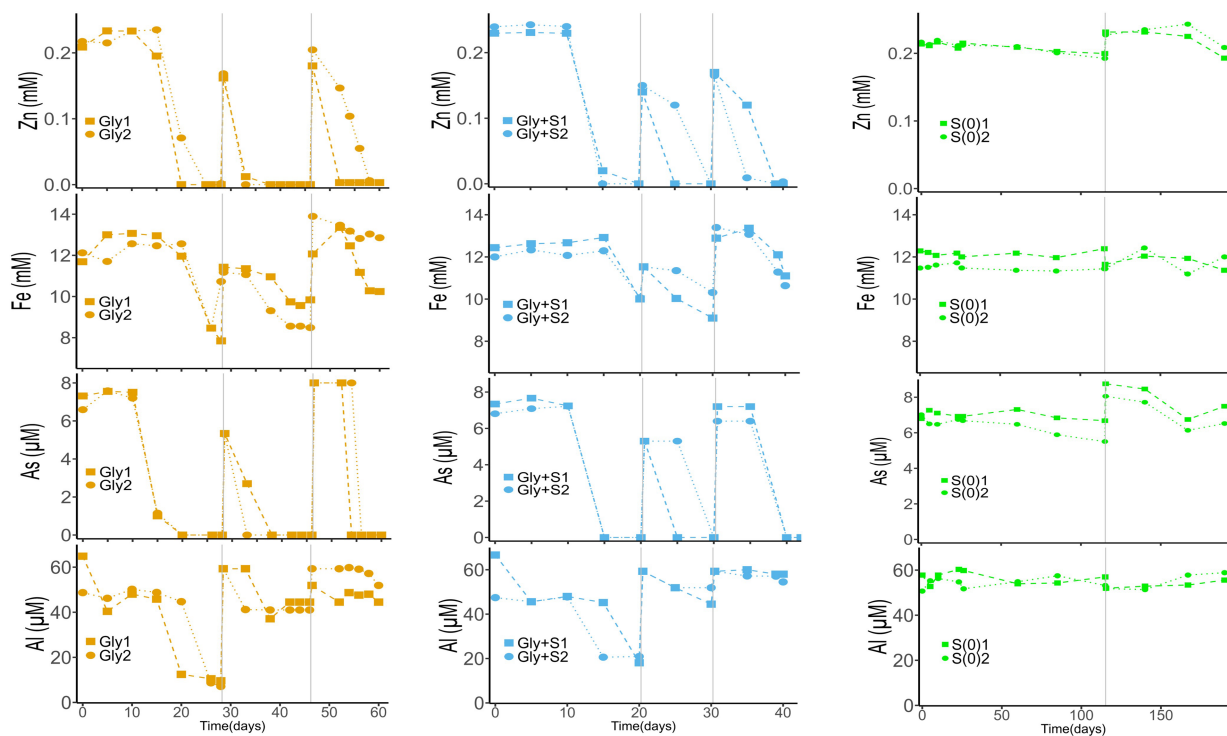 Zn (mM)
0.2
0.1
0.0
Gly1
Gly2
Zn (mM)
0.2
0.1
0.0
Gly+S1
Gly+S2
Zn (mM)
0.2
0.1
0.0
S(0)1
S(0)2
Fe (mM)
14
12
10
8
Gly1
Gly2
Fe (mM)
14
12
10
8
Gly+S1
Gly+S2
Fe (mM)
14
12
10
8
S(0)1
S(0)2
As (µM)
8
6
4
2
0
Gly1
Gly2
As (µM)
8
6
4
2
0
Gly+S1
Gly+S2
As (µM)
8
6
4
2
0
S(0)1
S(0)2
Al (µM)
60
40
20
0
Gly1
Gly2
0 10 20 30 40 50 60
Time(days)
Al (µM)
60
40
20
0
Gly+S1
Gly+S2
0 10 20 30 40
Time(days)
Al (µM)
60
40
20
0
S(0)1
S(0)2
0 50 100 150
Time(days)